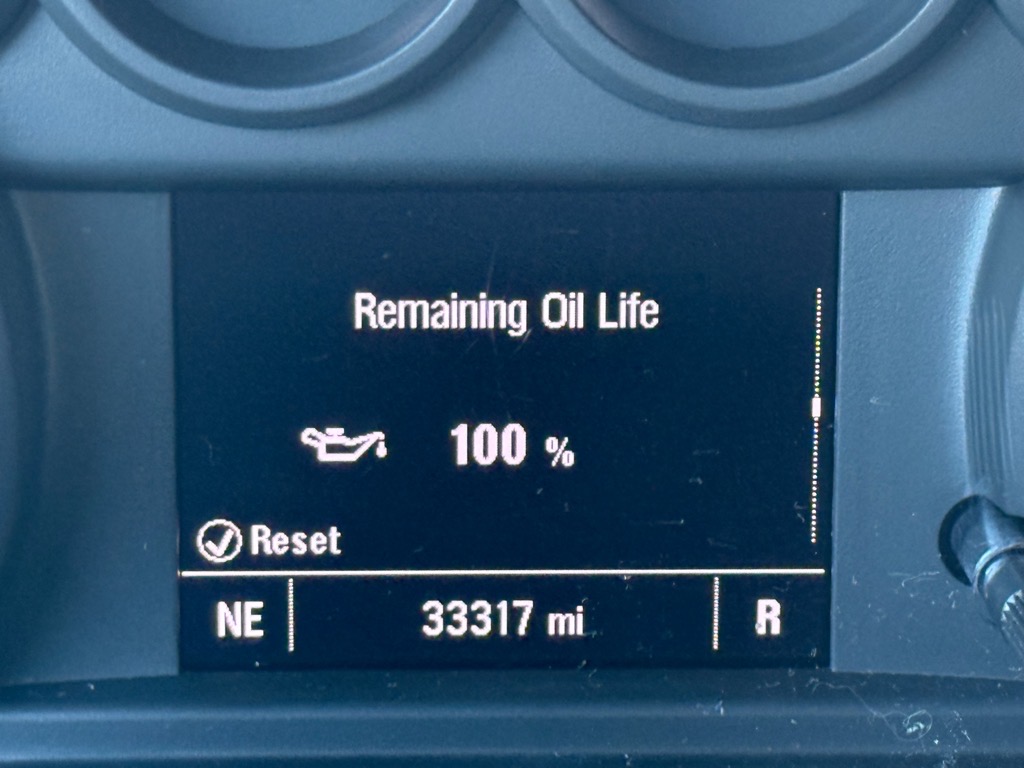 Remaining Oil Life
100 %
Reset
NE 33317 mi R